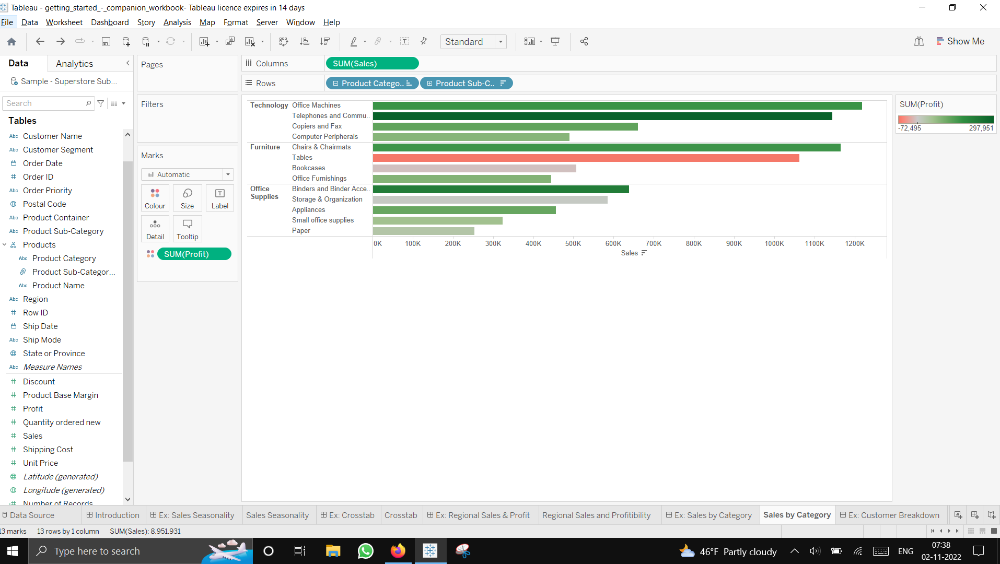 Tableau - getting_started_-_companion_workbook- Tableau licence expires in 14 days
File Data Worksheet Dashboard Story Analysis Map Format Server Window Help
Standard
Show Me
Data Analytics
Sample - Superstore Sub...
Search
Tables
Abc Customer Name
Abc Customer Segment
Order Date
# Order ID
Abc Order Priority
Postal Code
Abc Product Container
Abc Product Sub-Category
Products
Abc Product Category
Product Sub-Categor...
Abc Product Name
Abc Region
# Row ID
Ship Date
Abc Ship Mode
State or Province
Abc Measure Names
# Discount
# Product Base Margin
# Profit
# Quantity ordered new
# Sales
# Shipping Cost
# Unit Price
Latitude (generated)
Longitude (generated)
Number of Records
Pages
Filters
Marks
Automatic
Colour Size Label
T
Detail Tooltip
SUM(Profit)
Columns SUM(Sales)
Rows Product Catego.. Product Sub-C..
Technology Office Machines
Telephones and Commu..
Copiers and Fax
Computer Peripherals
Furniture Chairs & Chairmats
Tables
Bookcases
Office Furnishings
Office Supplies Binders and Binder Acce..
Storage & Organization
Appliances
Small office supplies
Paper
0K 100K 200K 300K 400K 500K 600K 700K 800K 900K 1000K 1100K 1200K
Sales
SUM(Profit)
-72,495 297,951
Data Source Introduction Ex: Sales Seasonality Sales Seasonality Ex: Crosstab Crosstab Ex: Regional Sales & Profit Regional Sales and Profitibility Ex: Sales by Category Sales by Category Ex: Customer Breakdown
13 marks 13 rows by 1 column SUM(Sales): 8,951,931
Type here to search
46°F Partly cloudy
ENG
07:38
02-11-2022